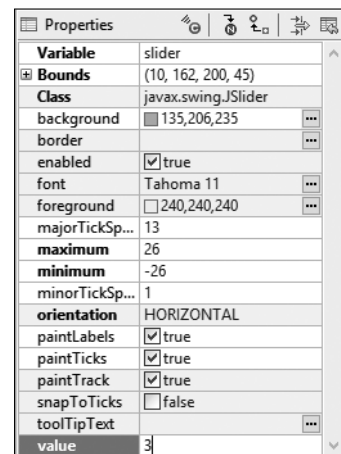 Properties
Variable slider
Bounds (10, 162, 200, 45)
Class javax.swing.JSlider
background 135,206,235 ...
border ...
enabled true
font Tahoma 11 ...
foreground 240,240,240 ...
majorTickSp... 13
maximum 26
minimum -26
minorTickSp... 1
orientation HORIZONTAL
paintLabels true
paintTicks true
paintTrack true
snapToTicks false
toolTipText ...
value 3